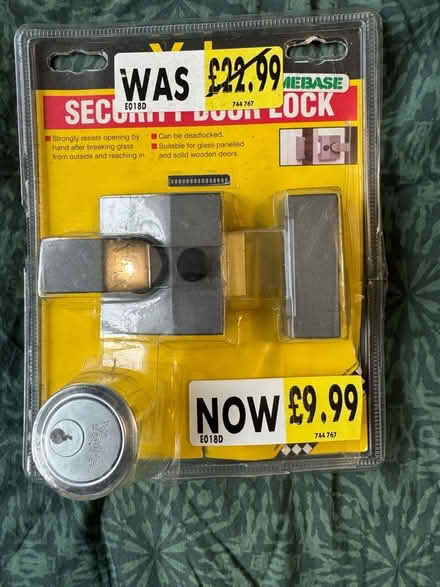 WAS £22.99
E018D 744 767
MEBASE
SECURITY DOOR LOCK
Strongly resists opening by
hand after breaking glass
from outside and reaching in.
Can be deadlocked.
Suitable for glass panelled
and solid wooden doors.
NOW £9.99
E018D 744 767